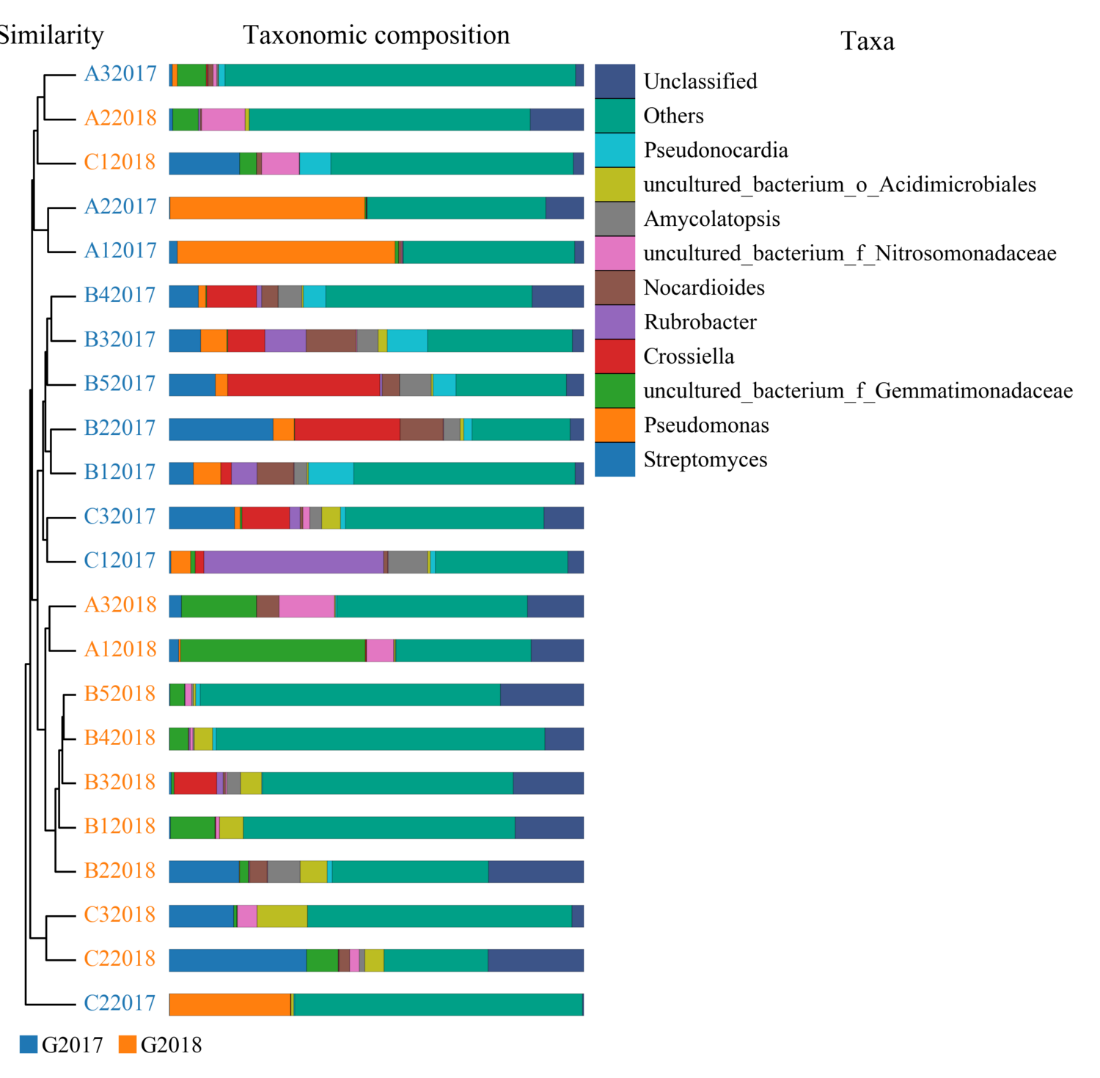 Similarity
Taxonomic composition
Taxa
A32017
A22018
C12018
A22017
A12017
B42017
B32017
B52017
B22017
B12017
C32017
C12017
A32018
A12018
B52018
B42018
B32018
B12018
B22018
C32018
C22018
C22017
Unclassified
Others
Pseudonocardia
uncultured_bacterium_o_Acidimicrobiales
Amycolatopsis
uncultured_bacterium_f_Nitrosomonadaceae
Nocardioides
Rubrobacter
Crossiella
uncultured_bacterium_f_Gemmatimonadaceae
Pseudomonas
Streptomyces
G2017
G2018